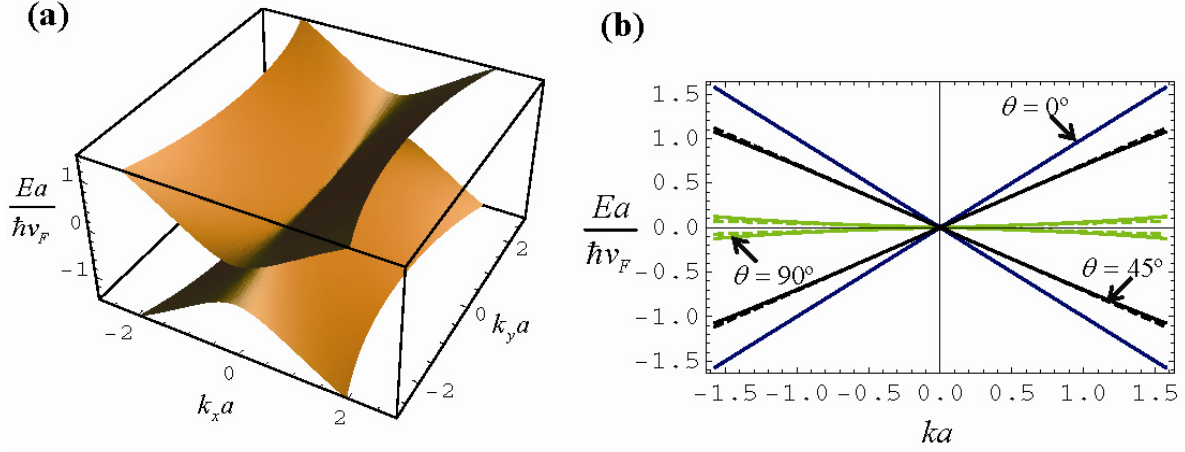 (a)
Ea
ħv_F
1
0
-1
-2
0
2
k_x a
2
0
-2
k_y a
(b)
Ea
ħv_F
1.5
1.0
0.5
0.0
-0.5
-1.0
-1.5
θ = 0°
θ = 90°
θ = 45°
-1.5 -1.0 -0.5 0.0 0.5 1.0 1.5
ka